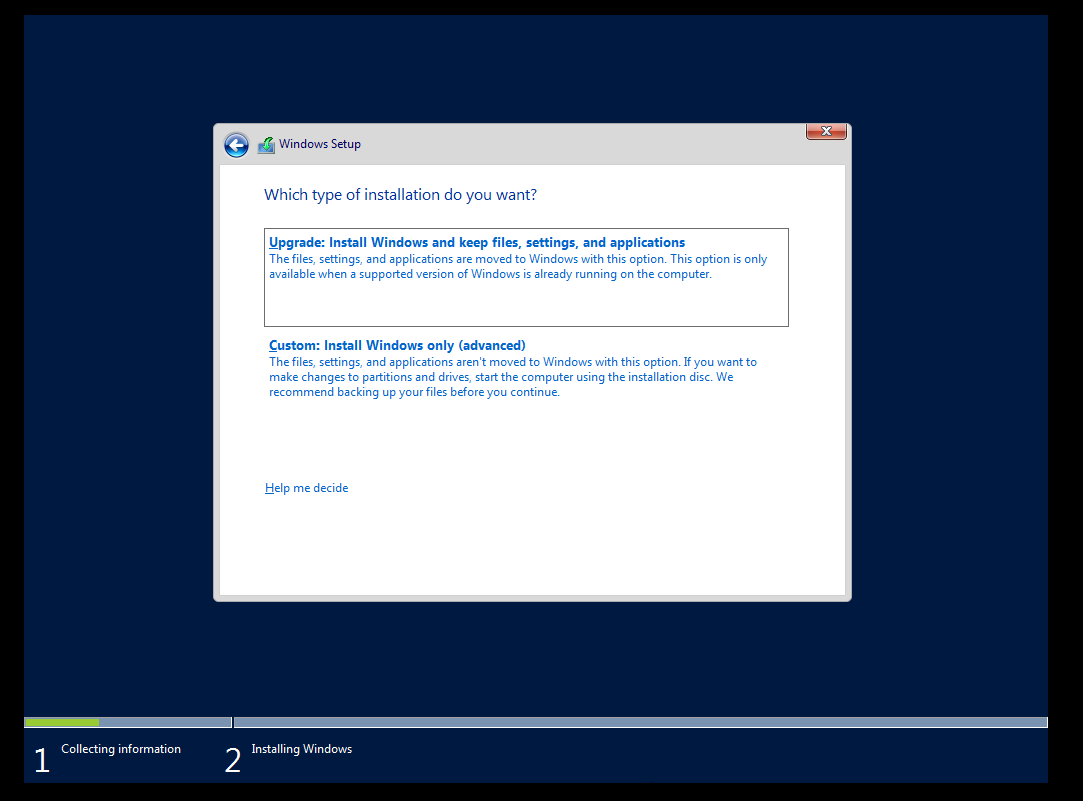 Windows Setup
Which type of installation do you want?
Upgrade: Install Windows and keep files, settings, and applications
The files, settings, and applications are moved to Windows with this option. This option is only
available when a supported version of Windows is already running on the computer.
Custom: Install Windows only (advanced)
The files, settings, and applications aren't moved to Windows with this option. If you want to
make changes to partitions and drives, start the computer using the installation disc. We
recommend backing up your files before you continue.
Help me decide
1 Collecting information
2 Installing Windows